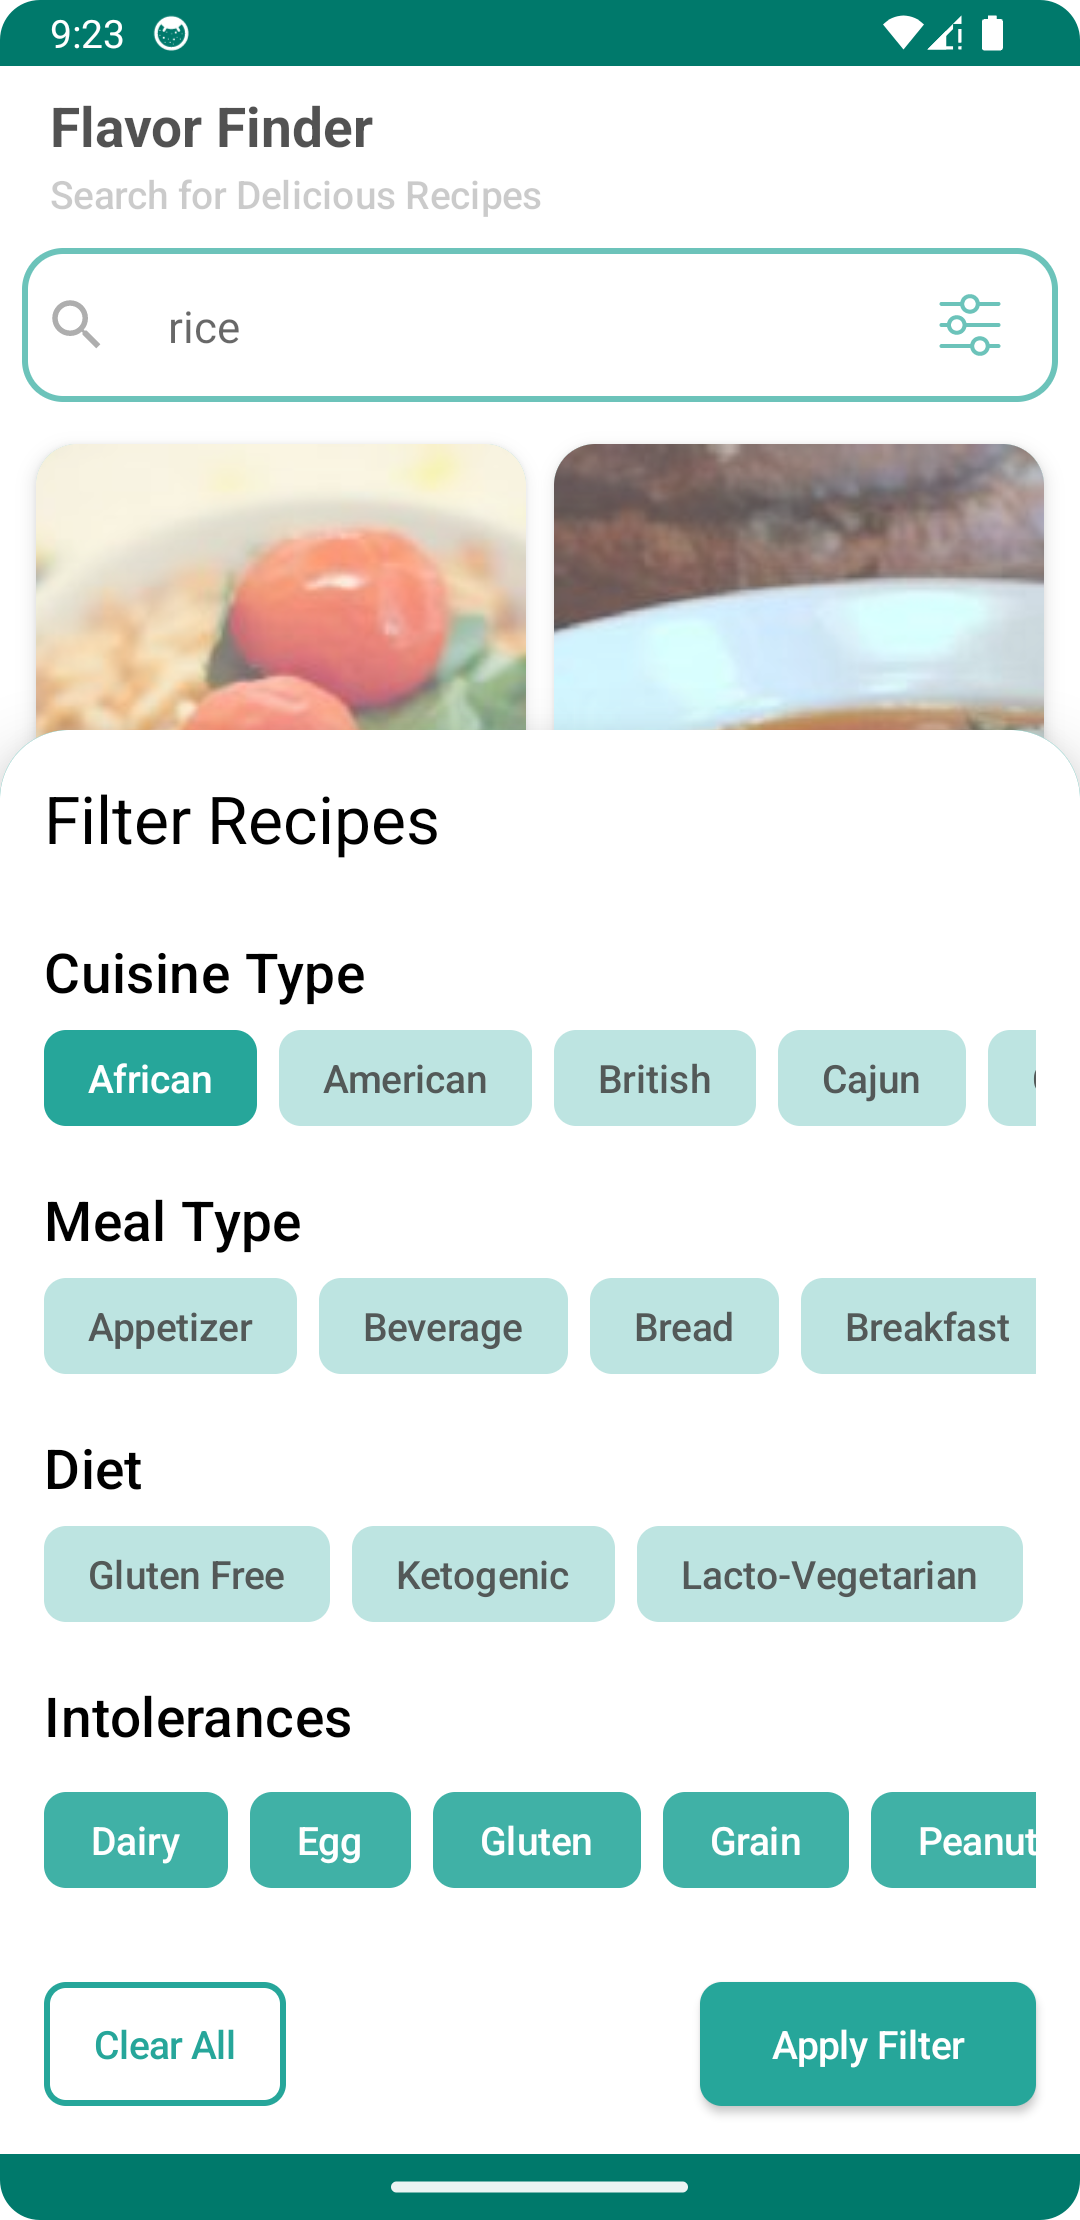 9:23
Flavor Finder
Search for Delicious Recipes
rice
Filter Recipes
Cuisine Type
African American British Cajun
Meal Type
Appetizer Beverage Bread Breakfast
Diet
Gluten Free Ketogenic Lacto-Vegetarian
Intolerances
Dairy Egg Gluten Grain Peanut
Clear All Apply Filter